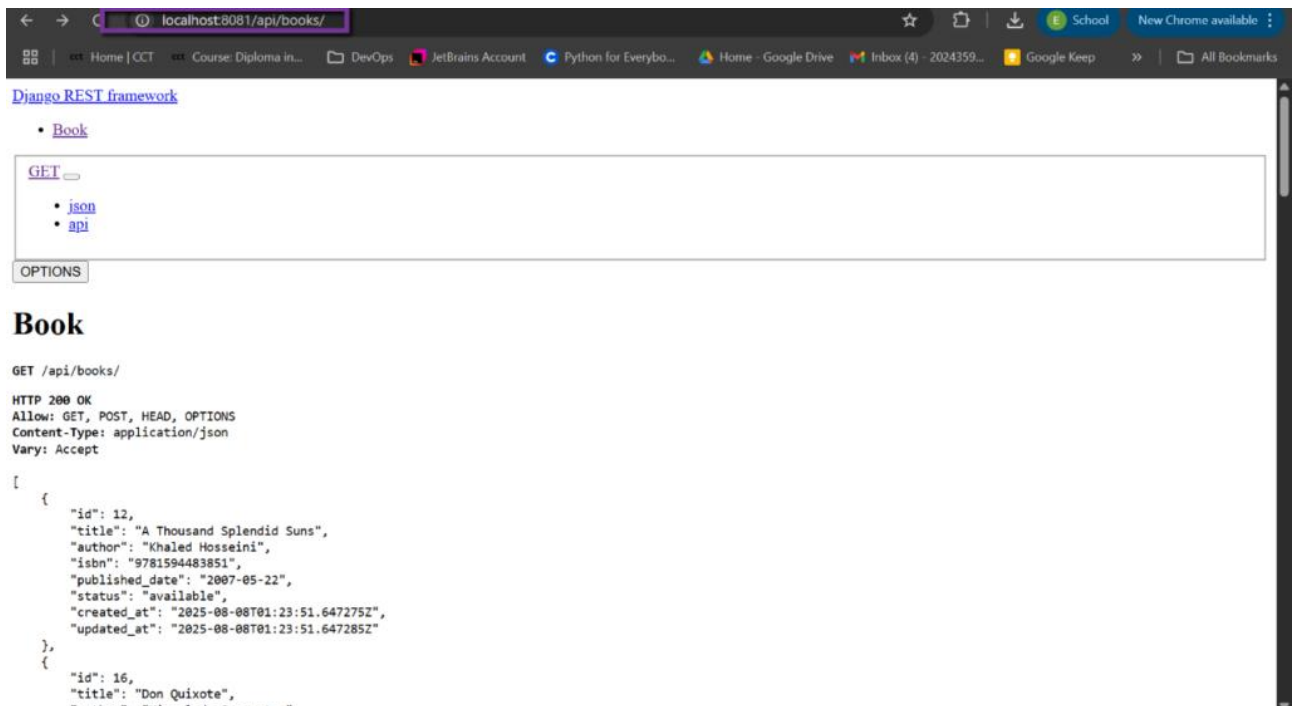 localhost:8081/api/books/
School
New Chrome available
Home | CCT
Course: Diploma in...
DevOps
JetBrains Account
Python for Everybo...
Home - Google Drive
Inbox (4) - 2024359...
Google Keep
All Bookmarks
Django REST framework
Book
GET
json
api
OPTIONS
Book
GET /api/books/
HTTP 200 OK
Allow: GET, POST, HEAD, OPTIONS
Content-Type: application/json
Vary: Accept
[
{
"id": 12,
"title": "A Thousand Splendid Suns",
"author": "Khaled Hosseini",
"isbn": "9781594483851",
"published_date": "2007-05-22",
"status": "available",
"created_at": "2025-08-08T01:23:51.647275Z",
"updated_at": "2025-08-08T01:23:51.647285Z"
},
{
"id": 16,
"title": "Don Quixote",